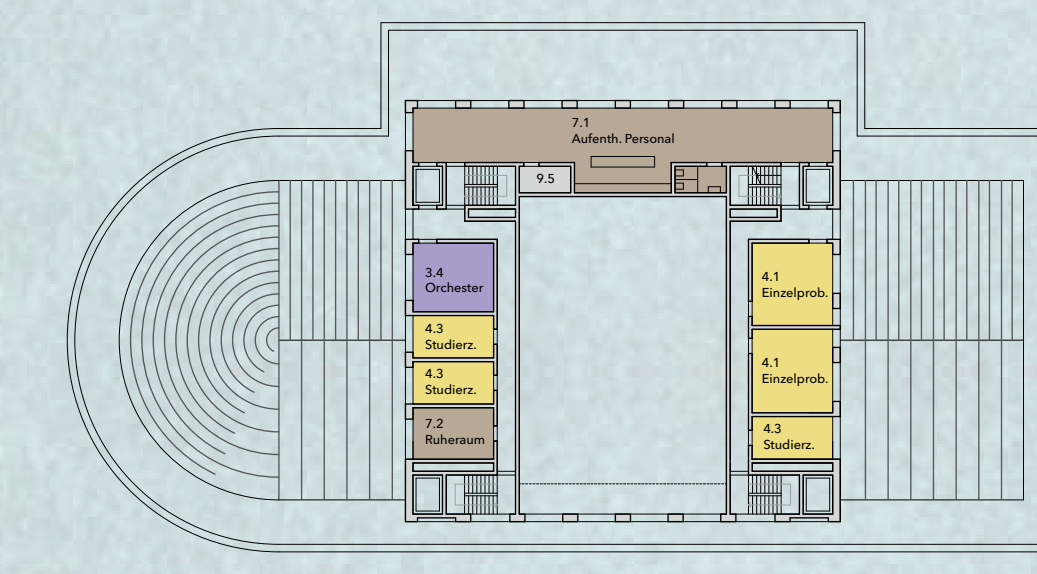 7.1
Aufenth. Personal
9.5
3.4
Orchester
4.3
Studierz.
4.3
Studierz.
7.2
Ruheraum
4.1
Einzelprob.
4.1
Einzelprob.
4.3
Studierz.